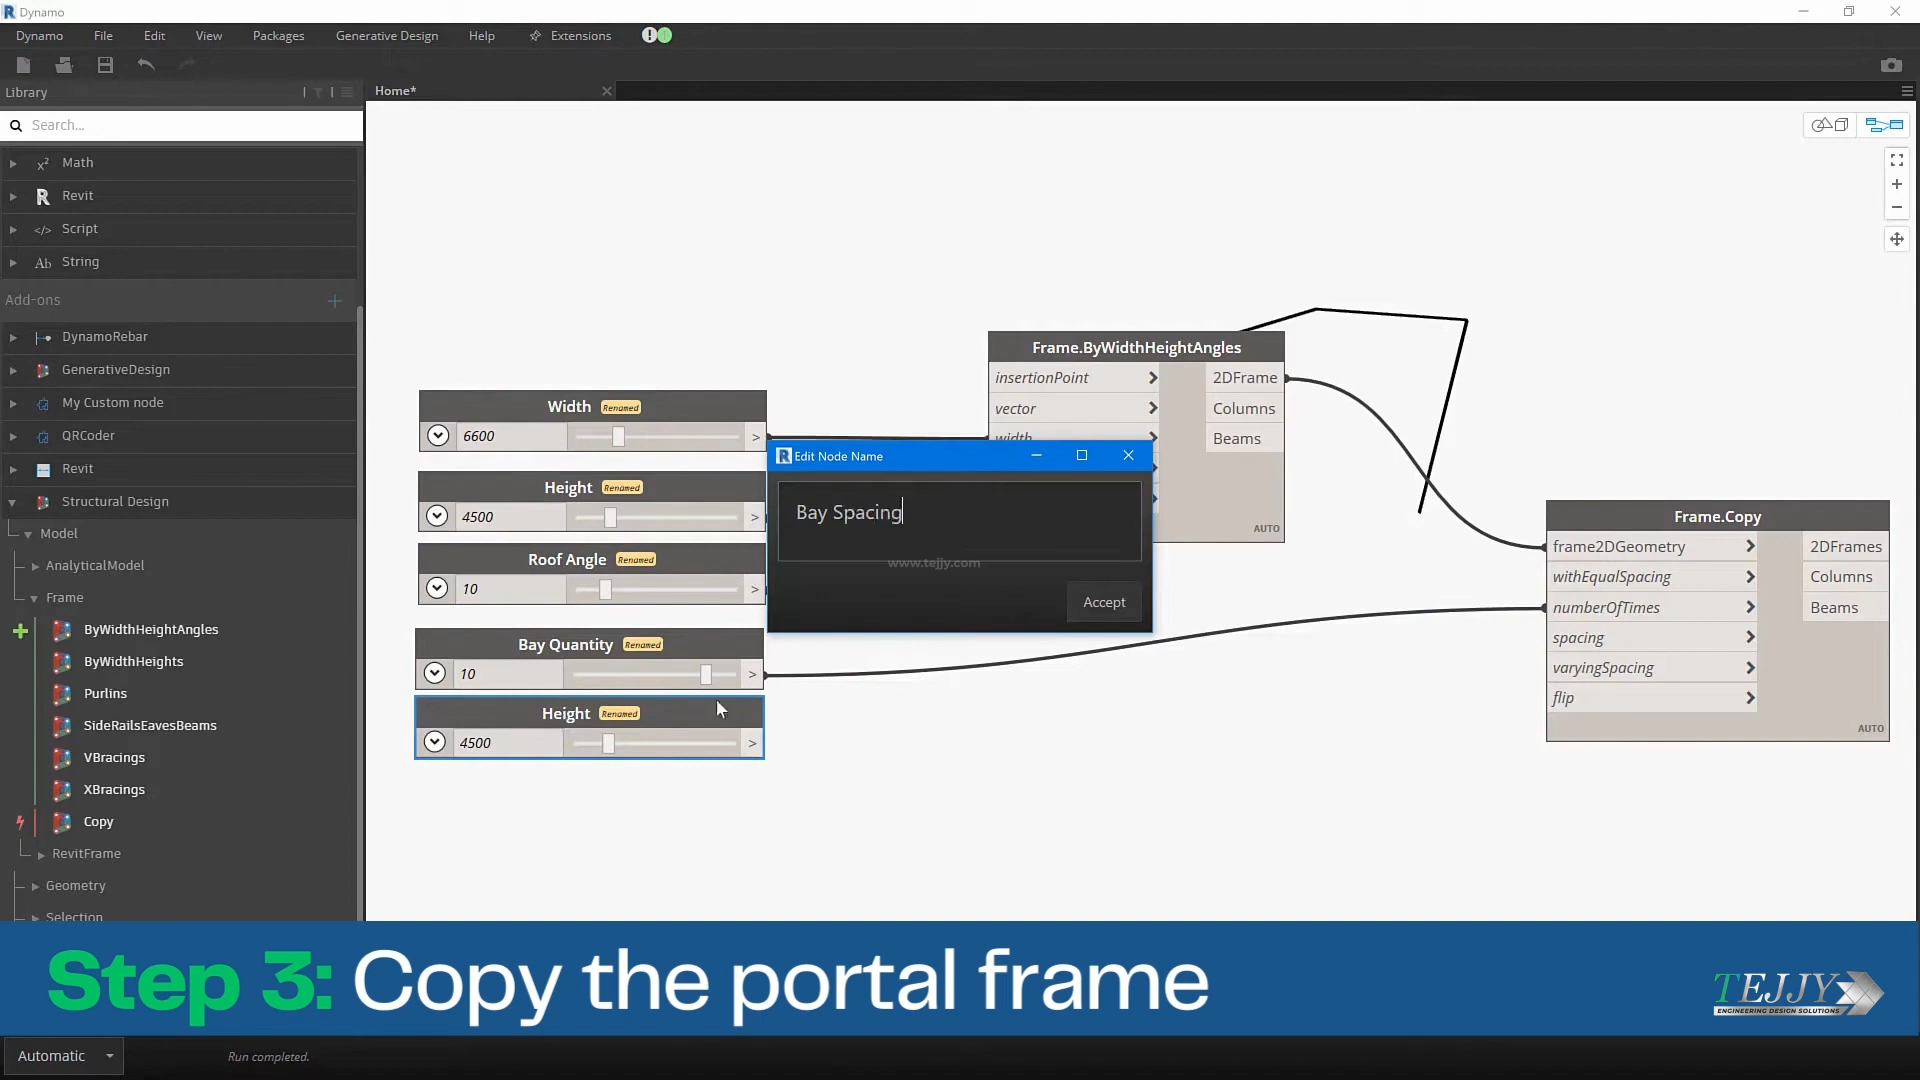 Dynamo
Dynamo File Edit View Packages Generative Design Help Extensions
Library
Home*
Search...
Math
Revit
Script
Ab String
Add-ons
DynamoRebar
GenerativeDesign
My Custom node
QRCoder
Revit
Structural Design
Model
AnalyticalModel
Frame
ByWidthHeightAngles
ByWidthHeights
Purlins
SideRailsEavesBeams
VBracings
XBracings
Copy
RevitFrame
Geometry
Selection
Width Renamed
6600 >
Height Renamed
4500 >
Roof Angle Renamed
10 >
Bay Quantity Renamed
10 >
Height Renamed
4500 >
Frame.ByWidthHeightAngles
insertionPoint 2DFrame
vector Columns
width Beams
AUTO
Edit Node Name
Bay Spacing
www.tejjy.com
Accept
Frame.Copy
frame2DGeometry 2DFrames
withEqualSpacing Columns
numberOfTimes Beams
spacing
varyingSpacing
flip
AUTO
Step 3: Copy the portal frame
TEJJY
ENGINEERING DESIGN SOLUTIONS
Automatic
Run completed.